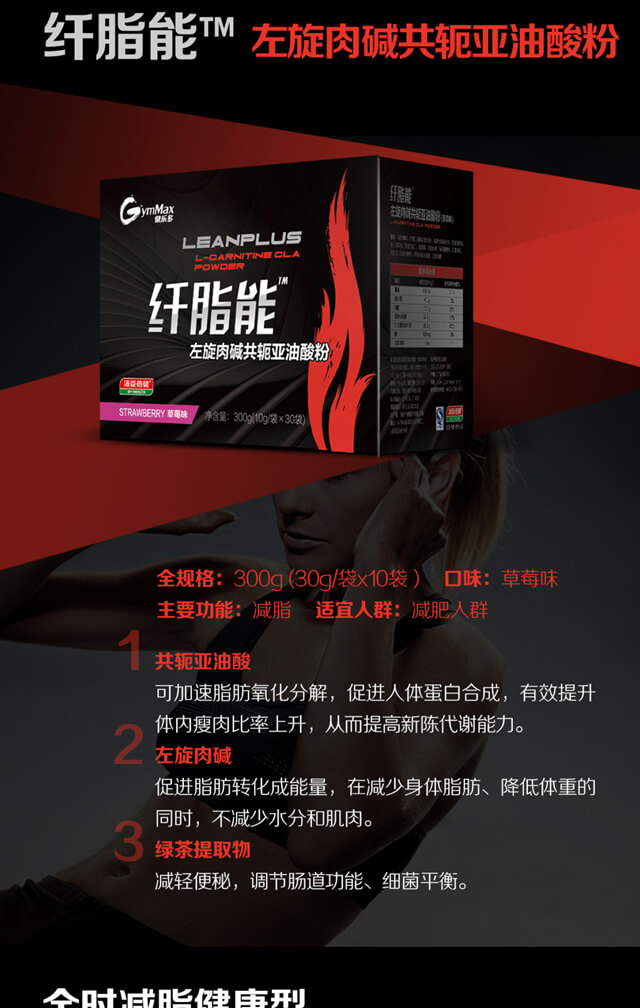 纤脂能™ 左旋肉碱共轭亚油酸粉
GymMax
健乐多
LEANPLUS
L-CARNITINE CLA
POWDER
纤脂能™
左旋肉碱共轭亚油酸粉
汤臣倍健
BY-HEALTH
STRAWBERRY 草莓味
净含量：300g(10g/袋×30袋)
纤脂能
左旋肉碱共轭亚油酸粉
L-CARNITINE CLA POWDER
全规格：300g (30g/袋x10袋） 口味：草莓味
主要功能：减脂 适宜人群：减肥人群
1
共轭亚油酸
可加速脂肪氧化分解，促进人体蛋白合成，有效提升
体内瘦肉比率上升，从而提高新陈代谢能力。
2
左旋肉碱
促进脂肪转化成能量，在减少身体脂肪、降低体重的
同时，不减少水分和肌肉。
3
绿茶提取物
减轻便秘，调节肠道功能、细菌平衡。
全时减脂健康型